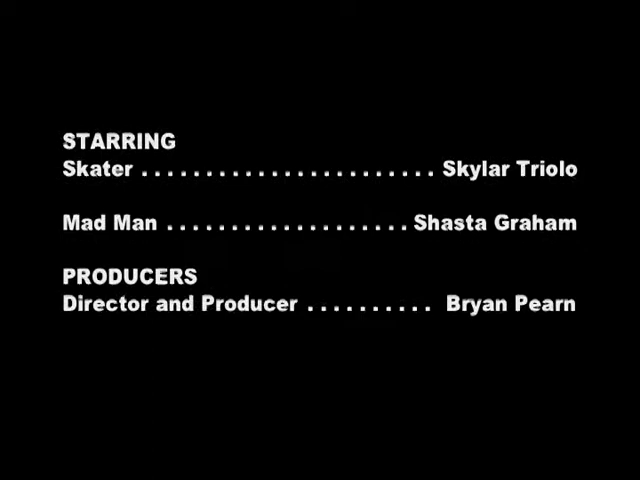 STARRING
Skater . . . . . . . . . . . . . . . . . . . . . . . Skylar Triolo
Mad Man . . . . . . . . . . . . . . . . . . . Shasta Graham
PRODUCERS
Director and Producer . . . . . . . . . . Bryan Pearn